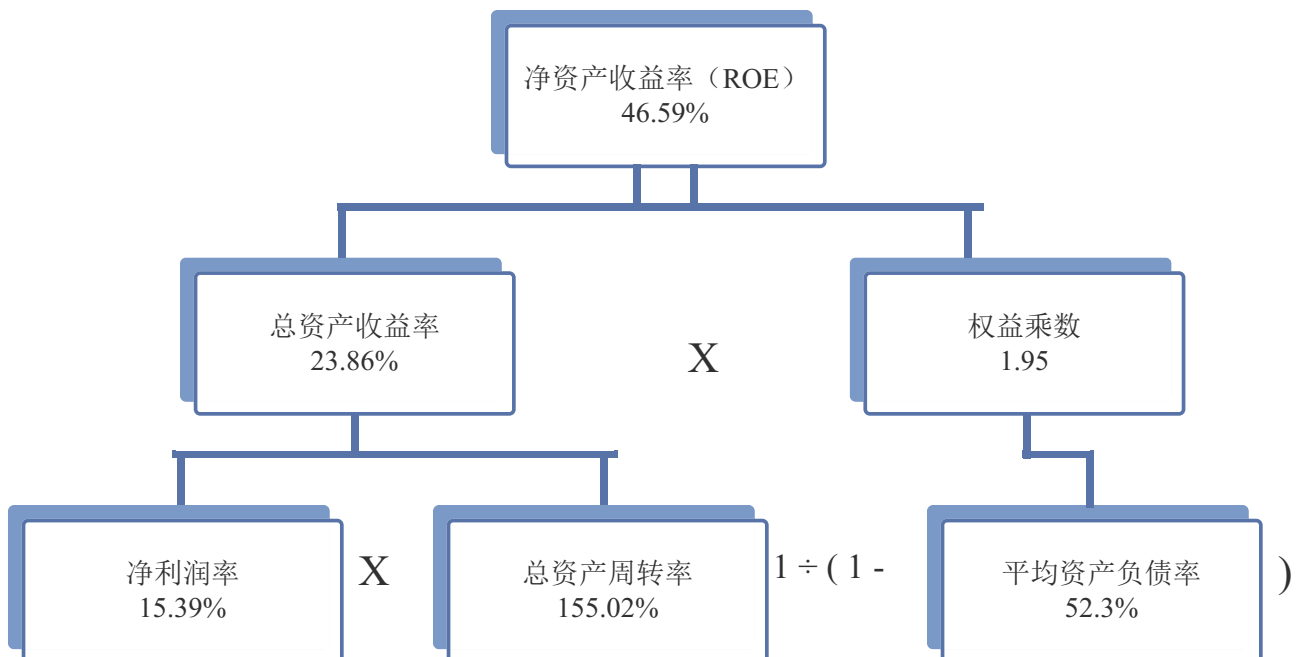 净资产收益率（ROE）
46.59%
总资产收益率
23.86%
X
权益乘数
1.95
净利润率
15.39%
X
总资产周转率
155.02%
1 ÷ ( 1 -
平均资产负债率
52.3%
)